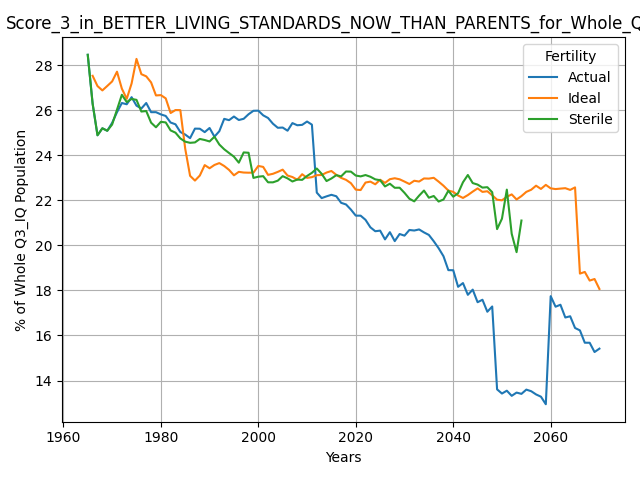 Score_3_in_BETTER_LIVING_STANDARDS_NOW_THAN_PARENTS_for_Whole_Q
Fertility
Actual
Ideal
Sterile
% of Whole Q3_IQ Population
28
26
24
22
20
18
16
14
1960
1980
2000
2020
2040
2060
Years